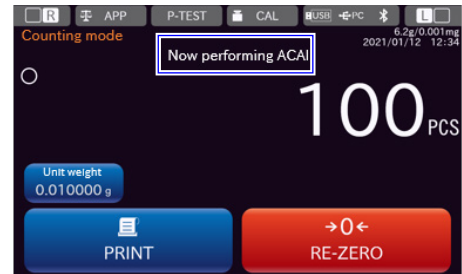 R APP P-TEST CAL USB PC L
Counting mode
6.2g/0.001mg
2021/01/12 12:34
Now performing ACAI
100 PCS
Unit weight
0.010000 g
PRINT
→0←
RE-ZERO